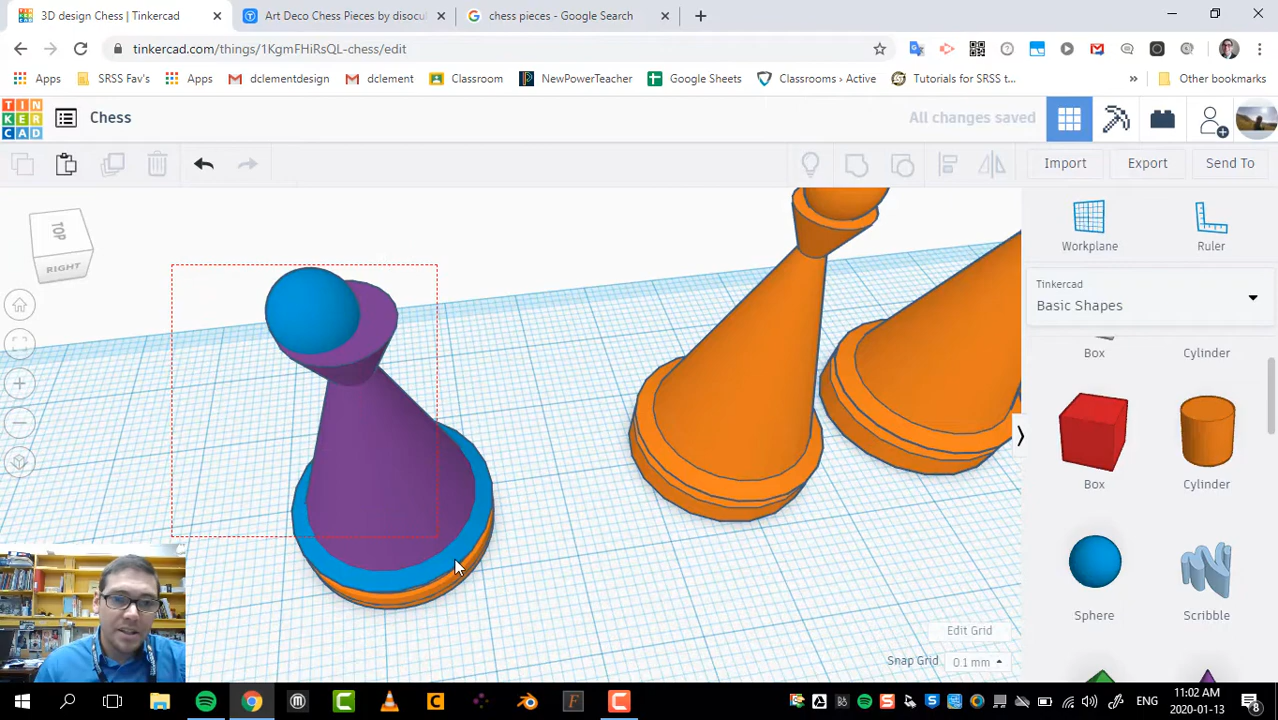 3D design Chess | Tinkercad
Art Deco Chess Pieces by disocul
chess pieces - Google Search
tinkercad.com/things/1KgmFHiRsQL-chess/edit
Apps
SRSS Fav's
Apps
dclementdesign
dclement
Classroom
NewPowerTeacher
Google Sheets
Classrooms › Active
Tutorials for SRSS t...
»
Other bookmarks
TIN
KER
CAD
Chess
All changes saved
Import
Export
Send To
TOP
RIGHT
Workplane
Ruler
Tinkercad
Basic Shapes
Box
Cylinder
Box
Cylinder
Sphere
Scribble
Edit Grid
Snap Grid
0.1 mm
ENG
11:02 AM
2020-01-13
8